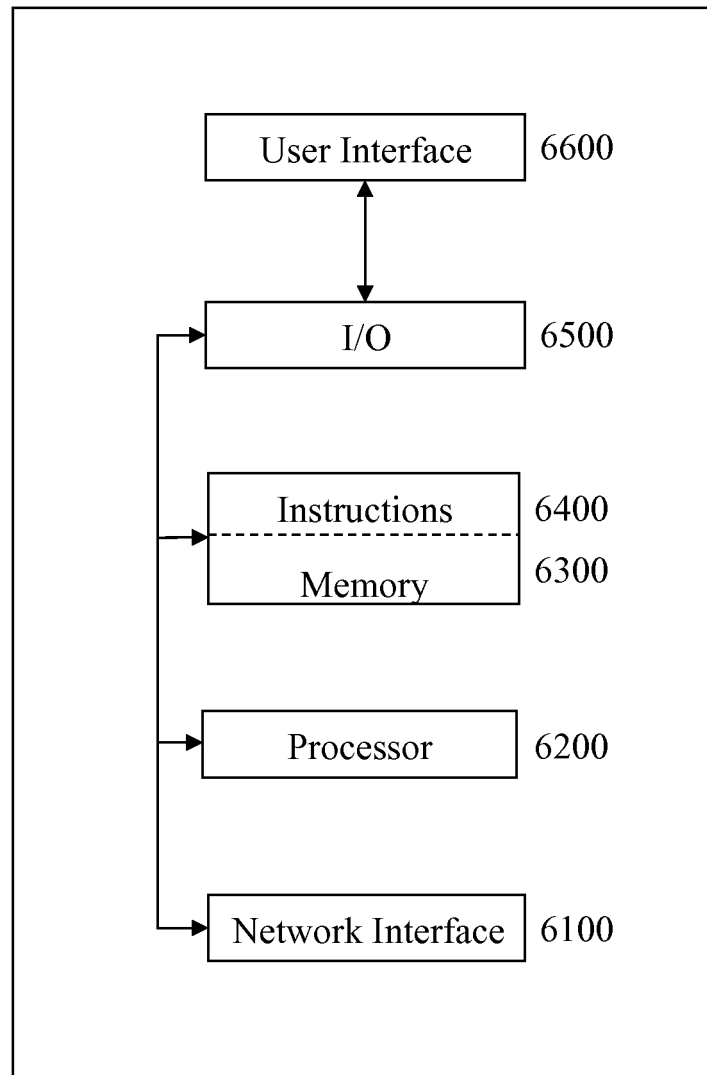 User Interface 6600
I/O 6500
Instructions 6400
Memory 6300
Processor 6200
Network Interface 6100